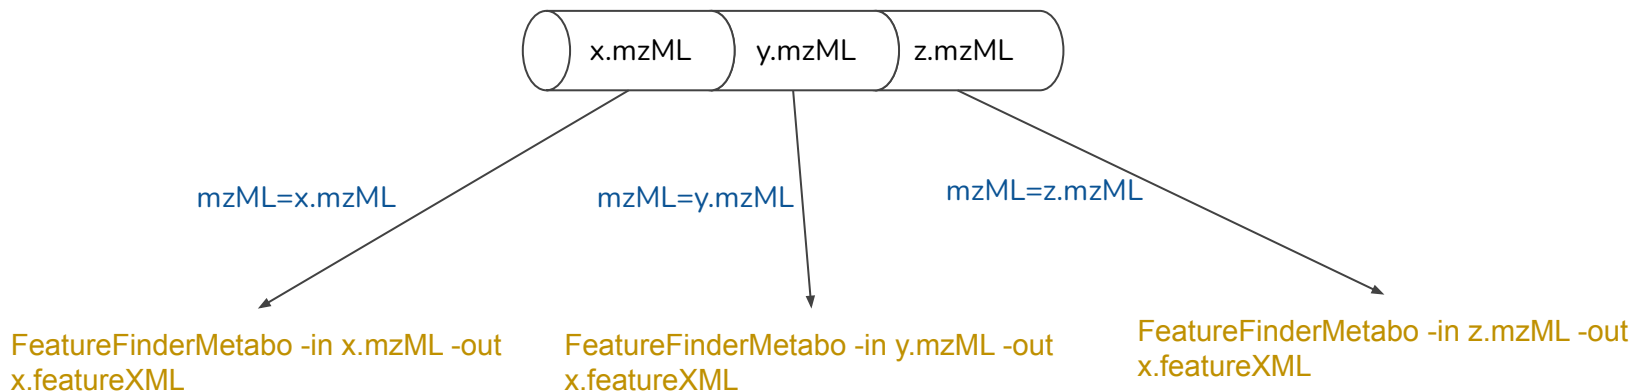 x.mzML
y.mzML
z.mzML
mzML=x.mzML
mzML=y.mzML
mzML=z.mzML
FeatureFinderMetabo -in x.mzML -out
x.featureXML
FeatureFinderMetabo -in y.mzML -out
x.featureXML
FeatureFinderMetabo -in z.mzML -out
x.featureXML